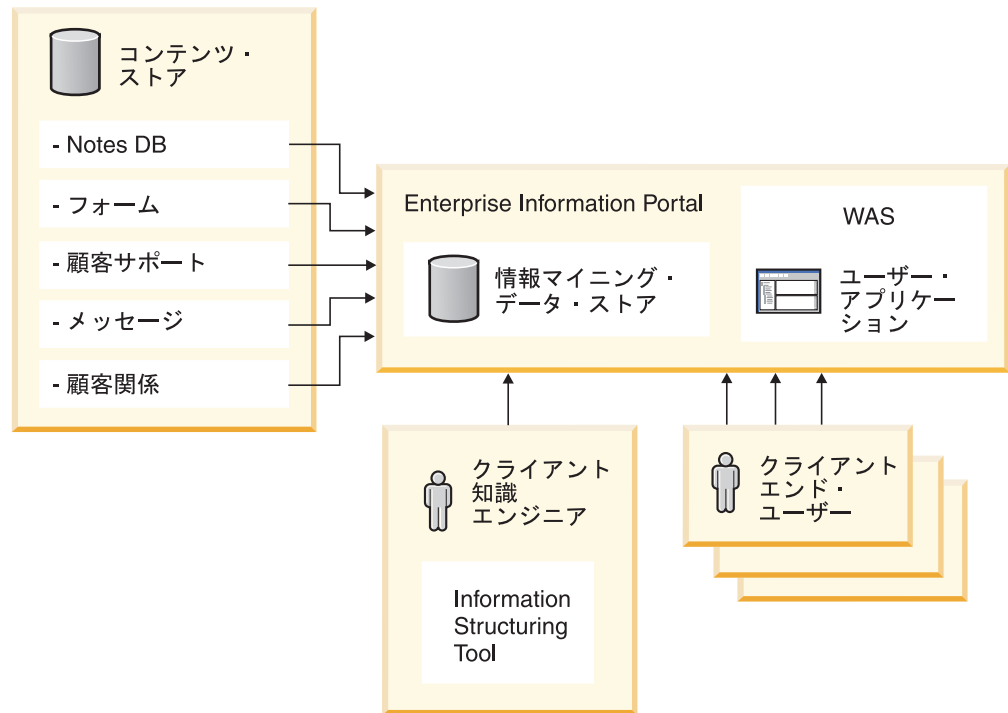 コンテンツ・
ストア
- Notes DB
- フォーム
- 顧客サポート
- メッセージ
- 顧客関係
Enterprise Information Portal
情報マイニング・
データ・ストア
WAS
ユーザー・
アプリケー
ション
クライアント
知識
エンジニア
Information
Structuring
Tool
クライアント
エンド・
ユーザー